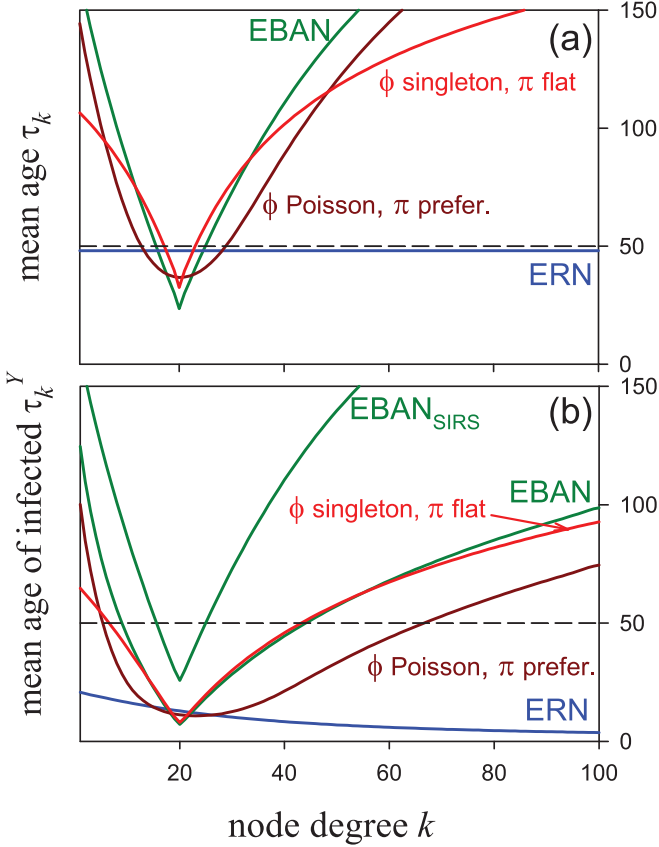 EBAN
(a)
150
ϕ singleton, π flat
100
mean age τk
ϕ Poisson, π prefer.
50
ERN
0
150
EBANSIRS
(b)
EBAN
ϕ singleton, π flat
100
mean age of infected τkY
50
ϕ Poisson, π prefer.
ERN
0
20 40 60 80 100
node degree k